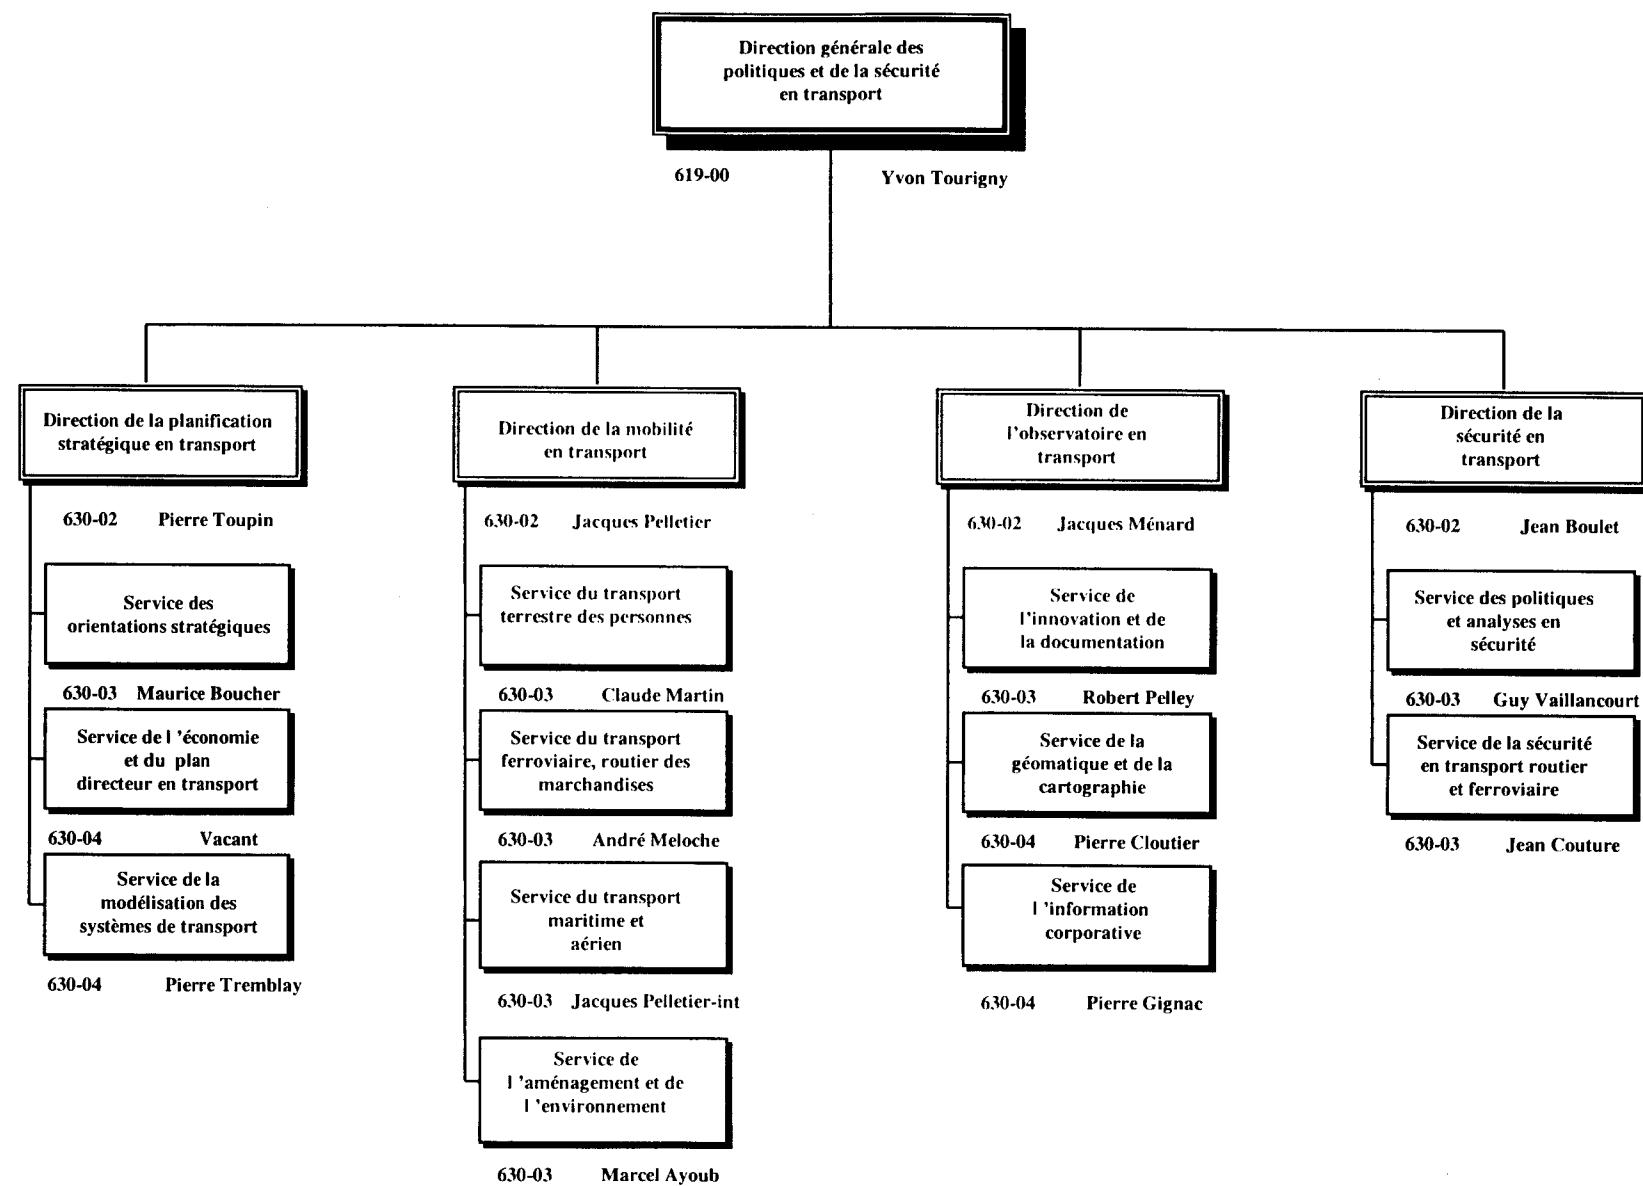 Direction générale des
politiques et de la sécurité
en transport
619-00 Yvon Tourigny
Direction de la planification
stratégique en transport
630-02 Pierre Toupin
Service des
orientations stratégiques
630-03 Maurice Boucher
Service de l 'économie
et du plan
directeur en transport
630-04 Vacant
Service de la
modélisation des
systèmes de transport
630-04 Pierre Tremblay
Direction de la mobilité
en transport
630-02 Jacques Pelletier
Service du transport
terrestre des personnes
630-03 Claude Martin
Service du transport
ferroviaire, routier des
marchandises
630-03 André Meloche
Service du transport
maritime et
aérien
630-03 Jacques Pelletier-int
Service de
l 'aménagement et de
l 'environnement
630-03 Marcel Ayoub
Direction de
l'observatoire en
transport
630-02 Jacques Ménard
Service de
l'innovation et de
la documentation
630-03 Robert Pelley
Service de la
géomatique et de la
cartographie
630-04 Pierre Cloutier
Service de
l 'information
corporative
630-04 Pierre Gignac
Direction de la
sécurité en
transport
630-02 Jean Boulet
Service des politiques
et analyses en
sécurité
630-03 Guy Vaillancourt
Service de la sécurité
en transport routier
et ferroviaire
630-03 Jean Couture